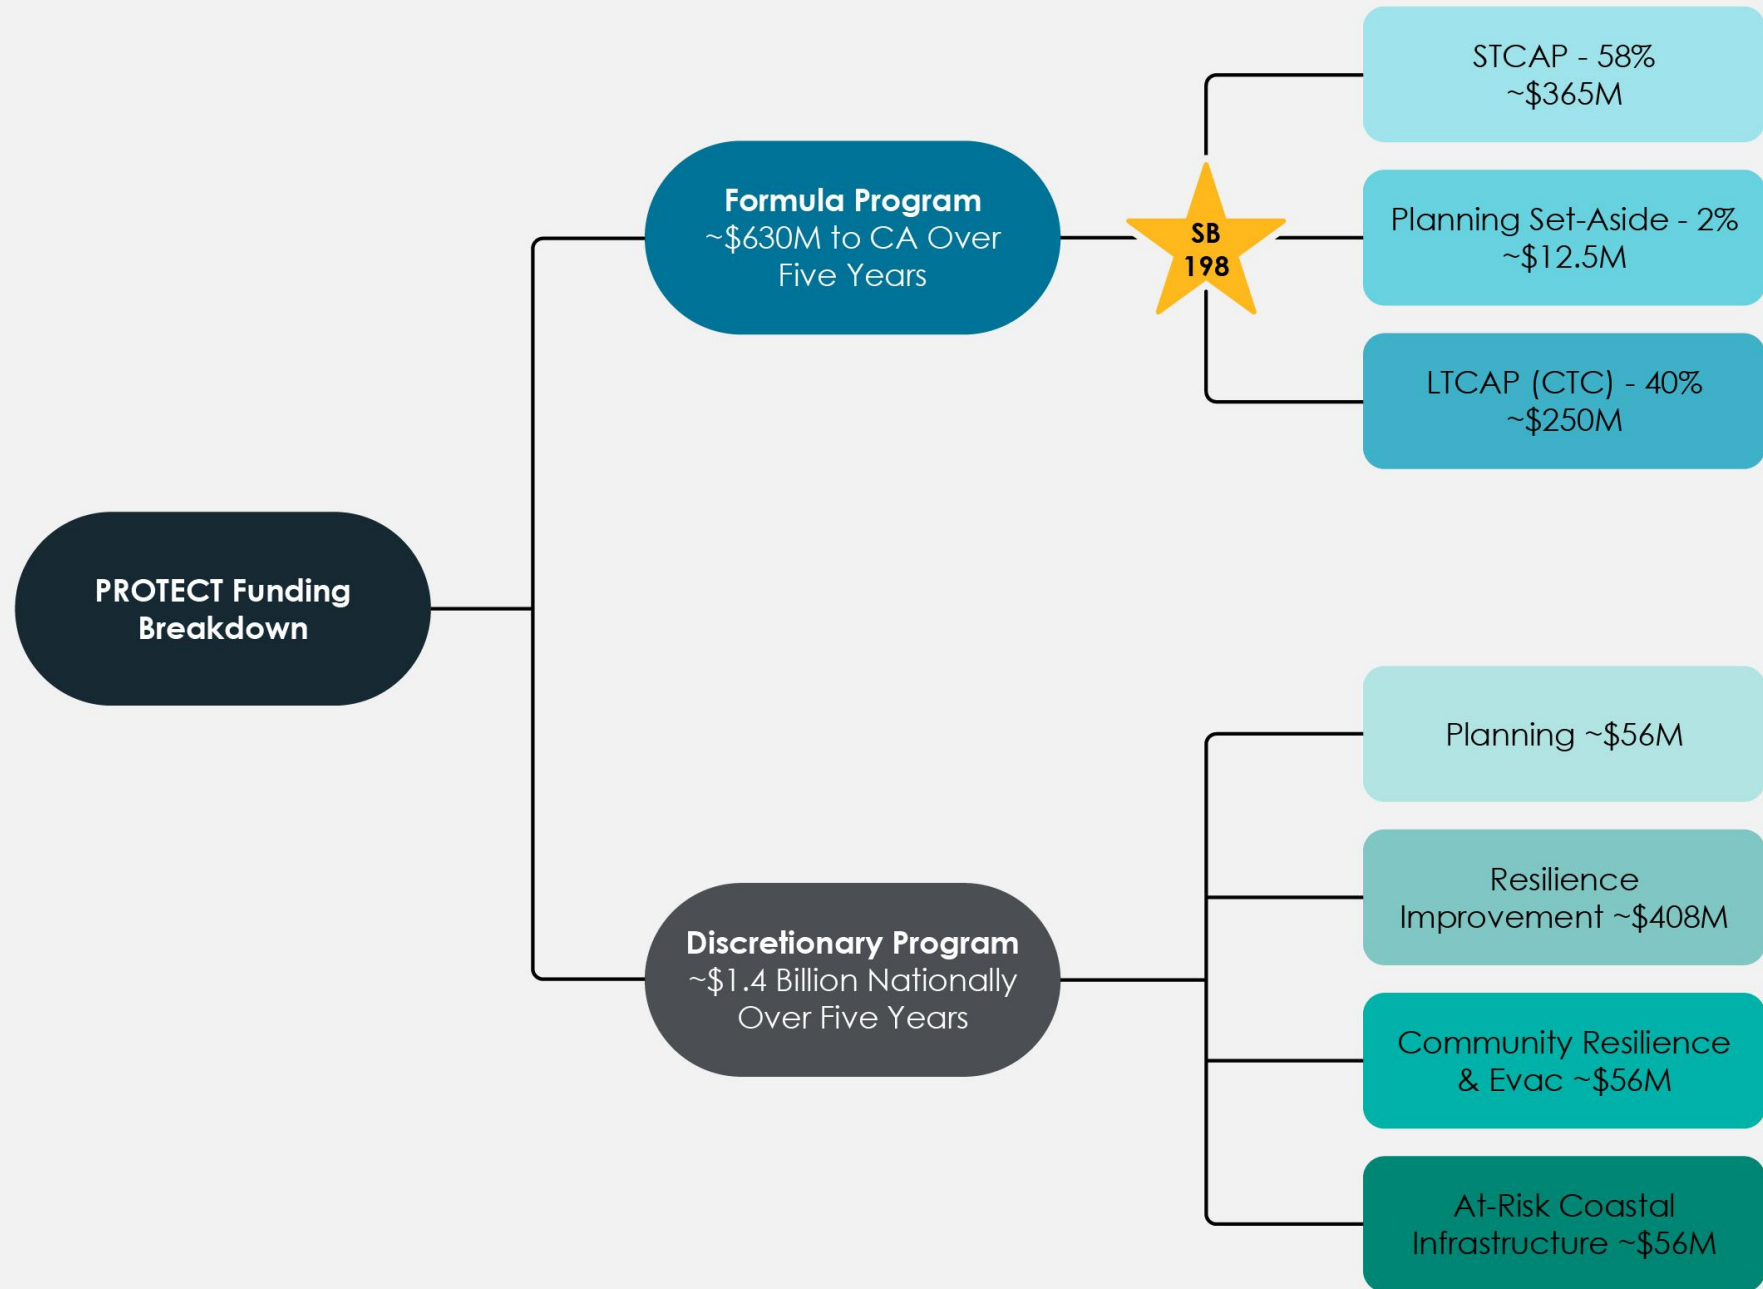 PROTECT Funding
Breakdown
Formula Program
~$630M to CA Over
Five Years
SB
198
STCAP - 58%
~$365M
Planning Set-Aside - 2%
~$12.5M
LTCAP (CTC) - 40%
~$250M
Discretionary Program
~$1.4 Billion Nationally
Over Five Years
Planning ~$56M
Resilience
Improvement ~$408M
Community Resilience
& Evac ~$56M
At-Risk Coastal
Infrastructure ~$56M